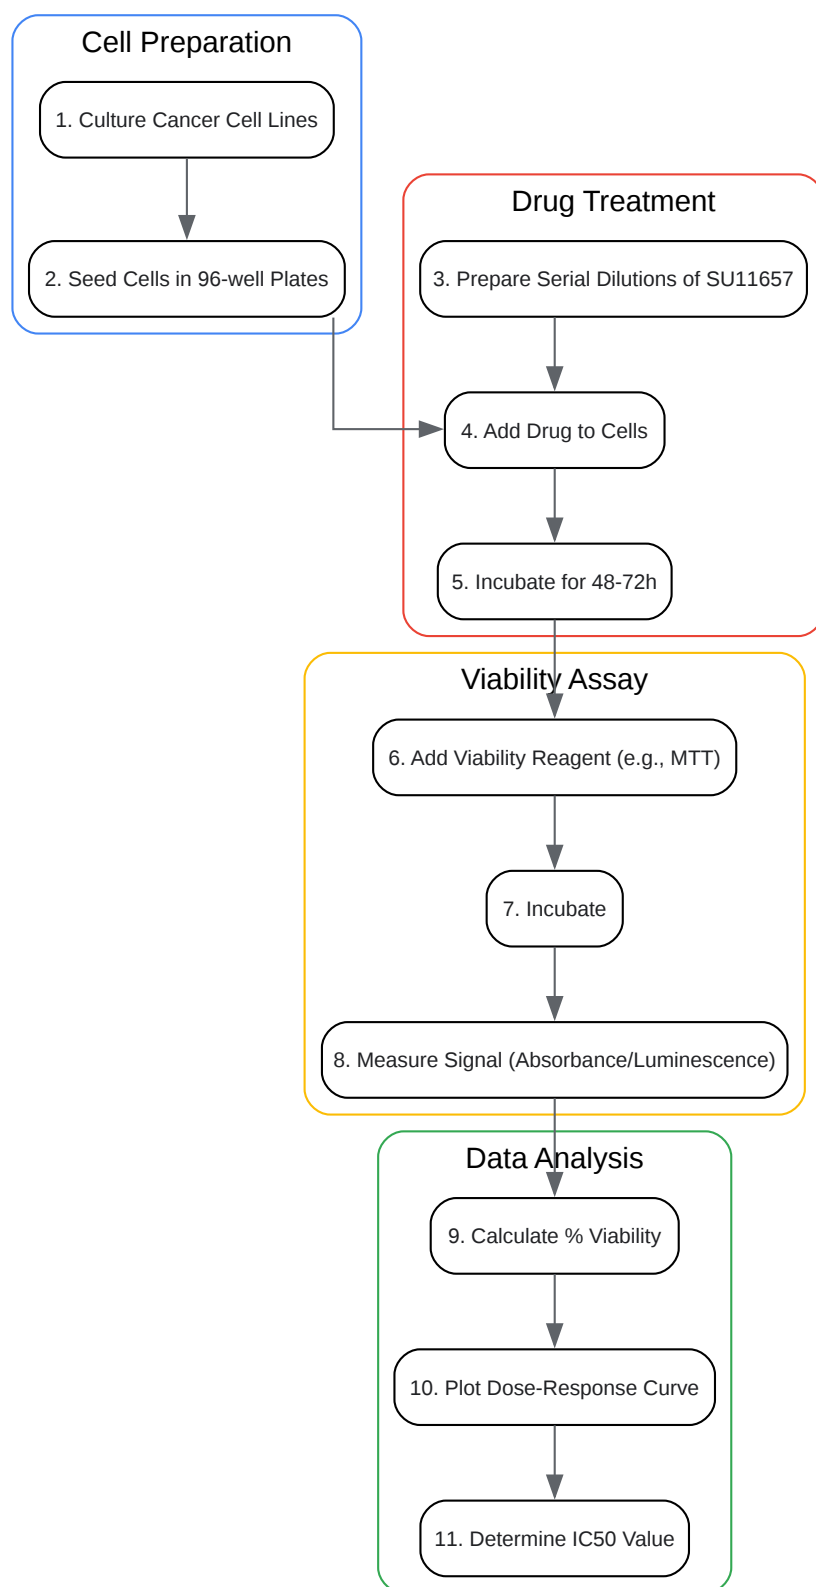 Cell Preparation
1. Culture Cancer Cell Lines
2. Seed Cells in 96-well Plates
Drug Treatment
3. Prepare Serial Dilutions of SU11657
4. Add Drug to Cells
5. Incubate for 48-72h
Viability Assay
6. Add Viability Reagent (e.g., MTT)
7. Incubate
8. Measure Signal (Absorbance/Luminescence)
Data Analysis
9. Calculate % Viability
10. Plot Dose-Response Curve
11. Determine IC50 Value